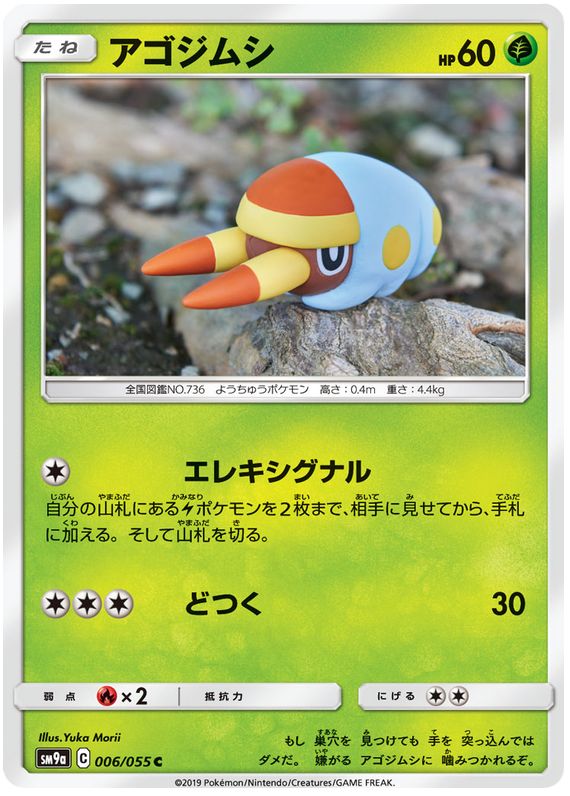 たね アゴジムシ HP60
全国図鑑NO.736 ようちゅうポケモン 高さ:0.4m 重さ:4.4kg
エレキシグナル
自分の山札にあるポケモンを2枚まで、相手に見せてから、手札
に加える。そして山札を切る。
どつく 30
弱点 ×2 抵抗力 にげる
Illus.Yuka Morii
もし 巣穴を 見つけても 手を 突っ込んでは
ダメだ。嫌がる アゴジムシに 噛みつかれるぞ。
sm9a C 006/055 C
©2019 Pokémon/Nintendo/Creatures/GAME FREAK.